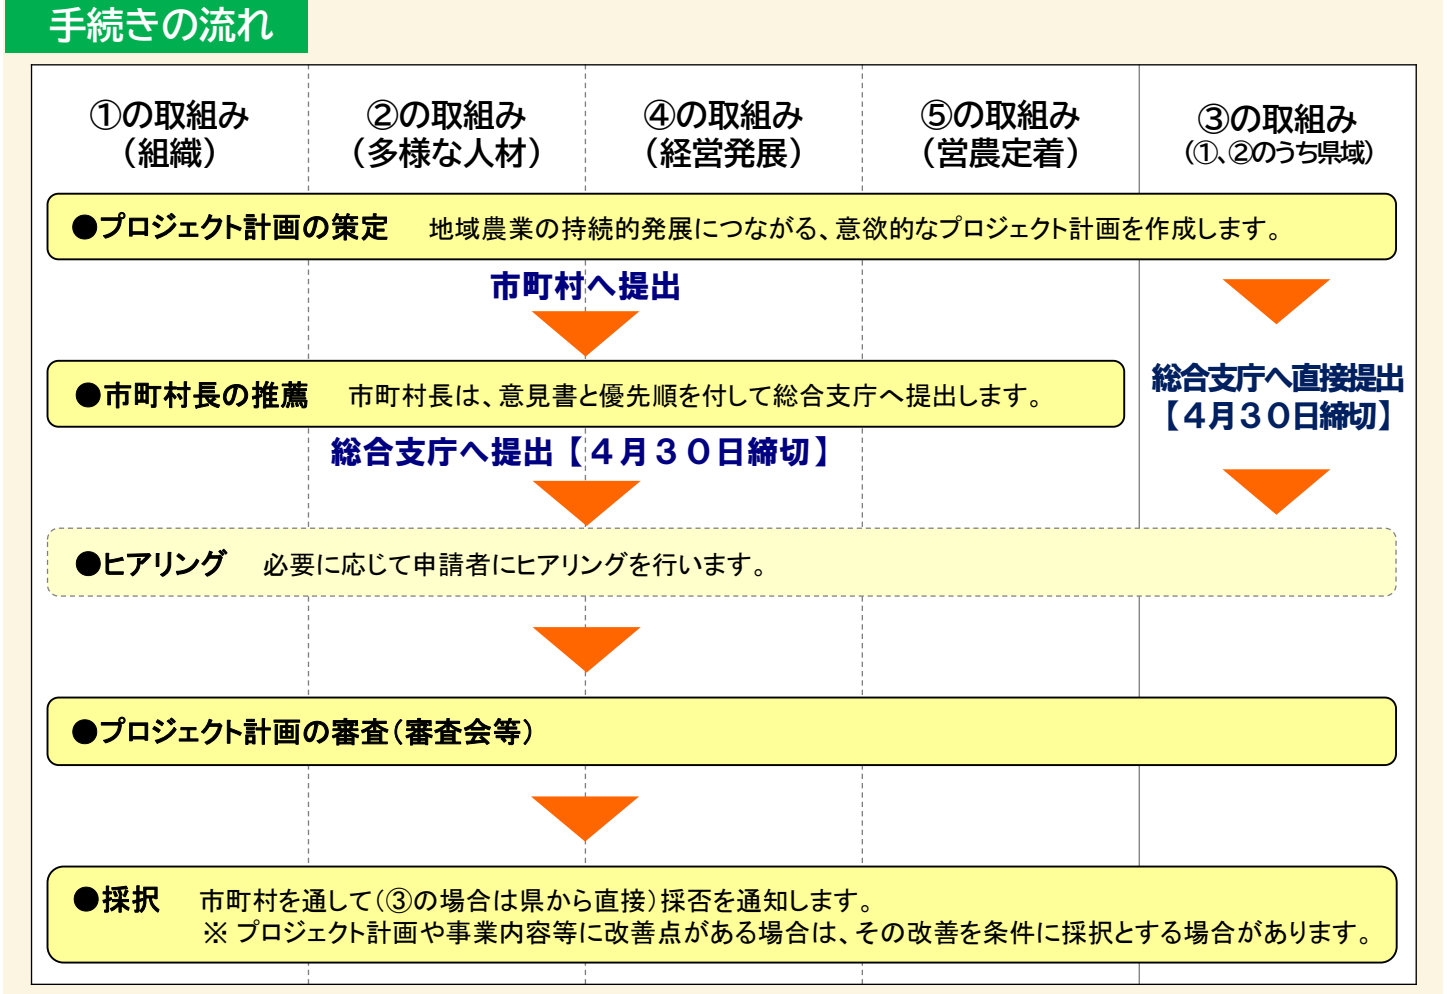 手続きの流れ
①の取組み
（組織）
②の取組み
（多様な人材）
④の取組み
（経営発展）
⑤の取組み
（営農定着）
③の取組み
（①、②のうち県域）
●プロジェクト計画の策定　地域農業の持続的発展につながる、意欲的なプロジェクト計画を作成します。
市町村へ提出
●市町村長の推薦　市町村長は、意見書と優先順を付して総合支庁へ提出します。
総合支庁へ提出【４月３０日締切】
総合支庁へ直接提出
【４月３０日締切】
●ヒアリング　必要に応じて申請者にヒアリングを行います。
●プロジェクト計画の審査（審査会等）
●採択　市町村を通して（③の場合は県から直接）採否を通知します。
※ プロジェクト計画や事業内容等に改善点がある場合は、その改善を条件に採択とする場合があります。